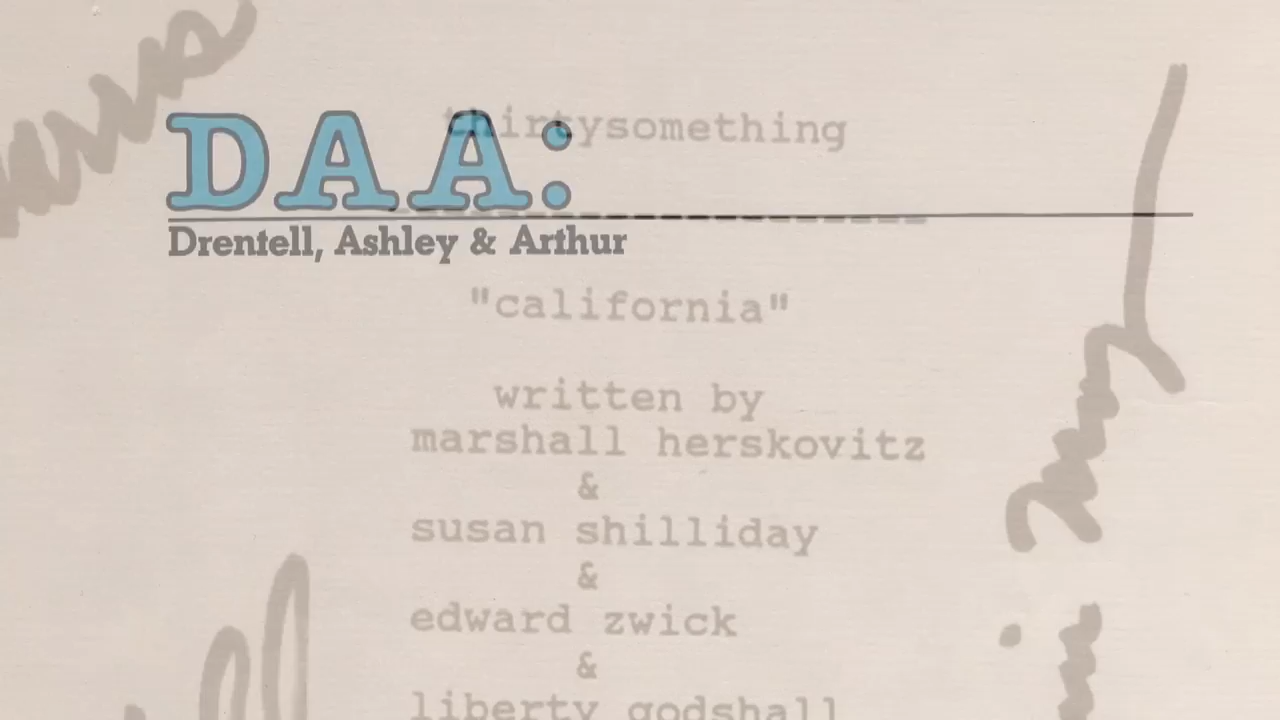 thirtysomething
DAA:
Drentell, Ashley & Arthur
"california"
written by
marshall herskovitz
&
susan shilliday
&
edward zwick
&
liberty godshall